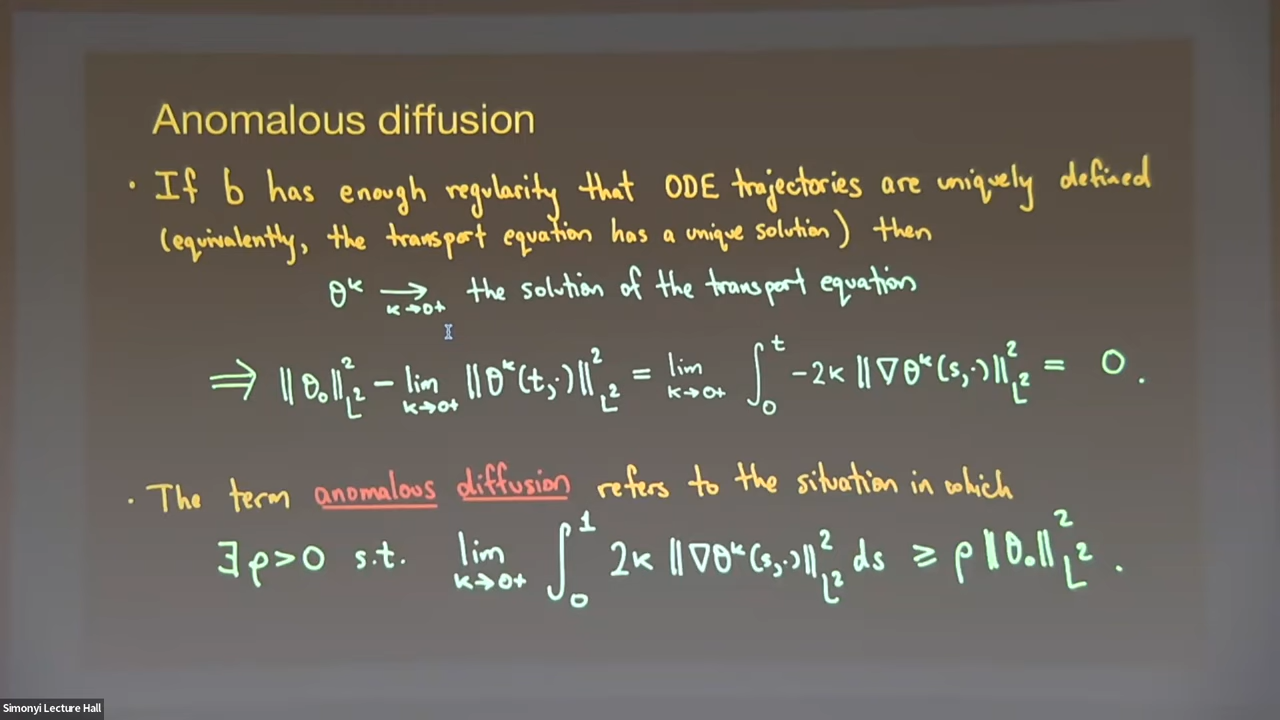 Anomalous diffusion
• If b has enough regularity that ODE trajectories are uniquely defined
(equivalently, the transport equation has a unique solution) then
θ^κ →_{κ→0+} the solution of the transport equation
⇒ ‖θ₀‖²_{L²} − lim_{κ→0+} ‖θ^κ(t,·)‖²_{L²} = lim_{κ→0+} ∫₀^t −2κ ‖∇θ^κ(s,·)‖²_{L²} = 0.
• The term anomalous diffusion refers to the situation in which
∃ρ>0 s.t. lim_{κ→0+} ∫₀¹ 2κ ‖∇θ^κ(s,·)‖²_{L²} ds ≥ ρ‖θ₀‖²_{L²}.
Simonyi Lecture Hall